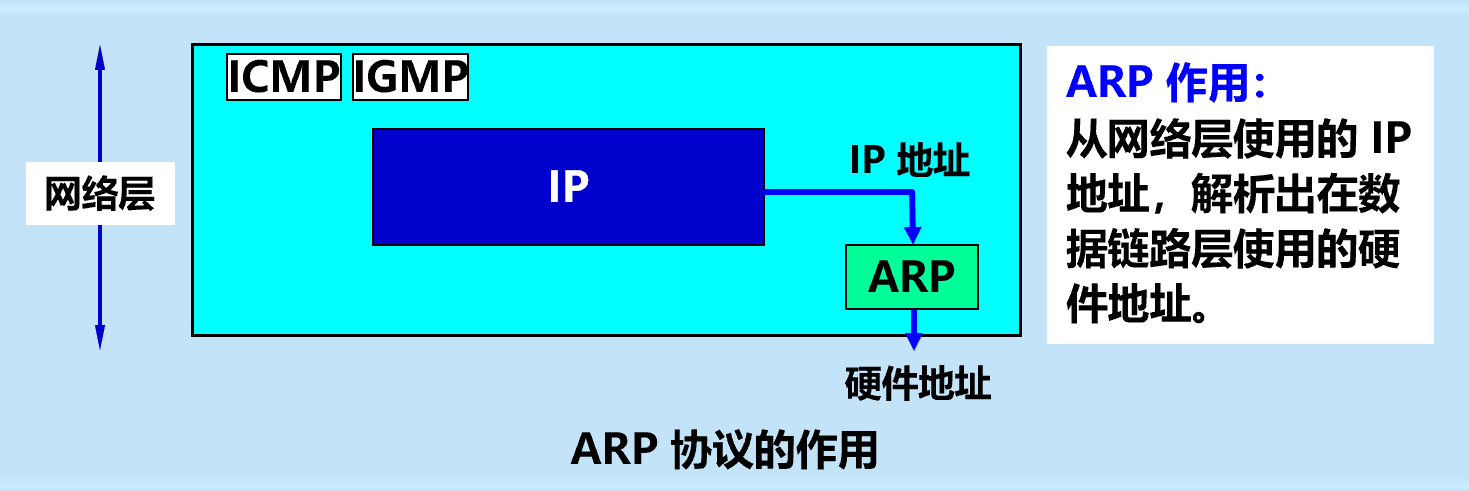 ICMP IGMP
ARP 作用：
从网络层使用的 IP
地址，解析出在数
据链路层使用的硬
件地址。
IP 地址
IP
网络层
ARP
硬件地址
ARP 协议的作用